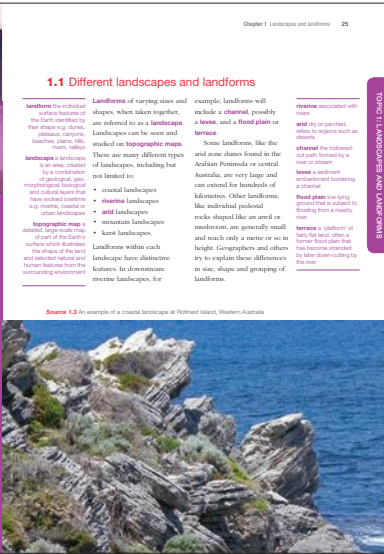 Chapter 1 Landscapes and landforms 25
1.1 Different landscapes and landforms
landform the individual
surface features of
the Earth identified by
their shape e.g. dunes,
plateaus, canyons,
beaches, plains, hills,
rivers, valleys
landscape a landscape
is an area, created
by a combination
of geological, geo-
morphological, biological
and cultural layers that
have evolved overtime
e.g. riverine, coastal or
urban landscapes
topographic map a
detailed, large-scale map
of part of the Earth's
surface which illustrates
the shape of the land
and selected natural and
human features from the
surrounding environment
Landforms of varying sizes and
shapes, when taken together,
are referred to as a landscape.
Landscapes can be seen and
studied on topographic maps.
There are many different types
of landscapes, including but
not limited to:
• coastal landscapes
• riverine landscapes
• arid landscapes
• mountain landscapes
• karst landscapes.
Landforms within each
landscape have distinctive
features. In downstream
riverine landscapes, for
example, landforms will
include a channel, possibly
a levee, and a flood plain or
terrace.
Some landforms, like the
arid zone dunes found in the
Arabian Peninsula or central
Australia, are very large and
can extend for hundreds of
kilometres. Other landforms,
like individual pedestal
rocks shaped like an anvil or
mushroom, are generally small
and reach only a metre or so in
height. Geographers and others
try to explain these differences
in size, shape and grouping of
landforms.
riverine associated with
rivers
arid dry or parched,
refers to regions such as
deserts
channel the hollowed-
out path formed by a
river or stream
levees a sediment
embankment bordering
a channel
flood plain low-lying
ground that is subject to
flooding from a nearby
river
terrace a 'platform' of
fairly flat land, often a
former flood plain that
has become stranded
by later down-cutting by
the river
TOPIC 1: LANDSCAPES AND LANDFORMS
Source 1.3 An example of a coastal landscape at Rottnest Island, Western Australia